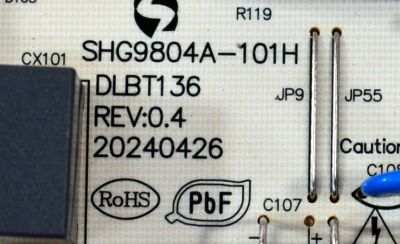 R119
CX101
SHG9804A-101H
DLBT136
JP9
JP55
REV:0.4
20240426
Caution
RoHS
PbF
C107
- +